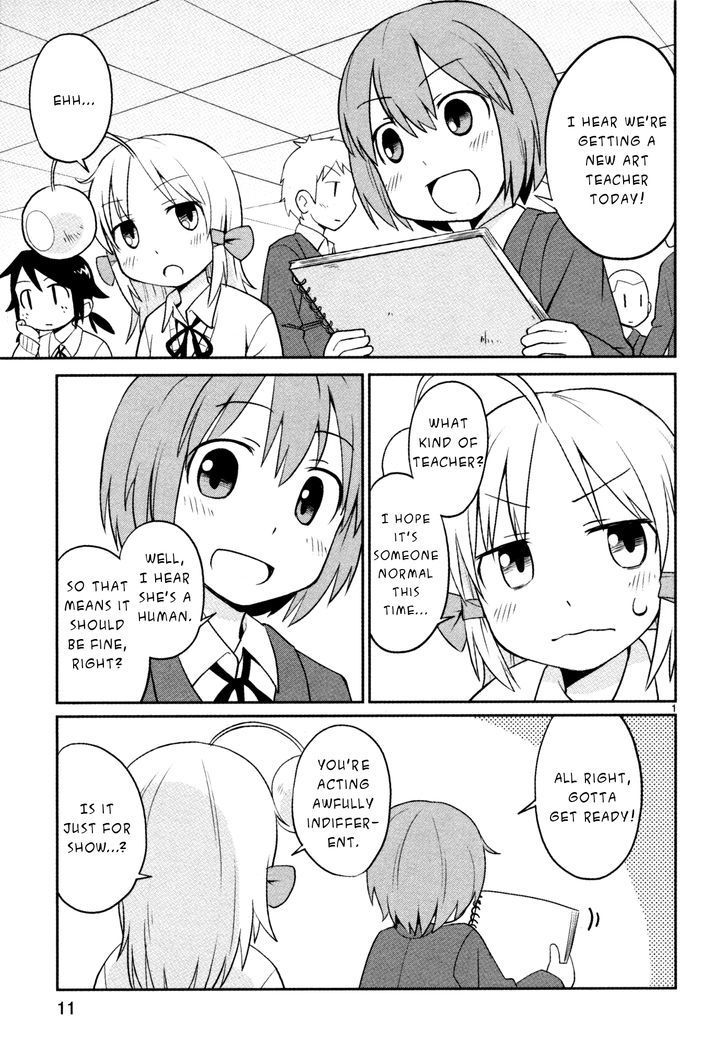 I HEAR WE'RE
GETTING A
NEW ART
TEACHER
TODAY!
EHH...
WHAT
KIND OF
TEACHER?
I HOPE
IT'S
SOMEONE
NORMAL
THIS
TIME...
WELL,
I HEAR
SHE'S A
HUMAN.
SO THAT
MEANS IT
SHOULD
BE FINE,
RIGHT?
1
ALL RIGHT,
GOTTA
GET READY!
YOU'RE
ACTING
AWFULLY
INDIFFER-
ENT.
IS IT
JUST FOR
SHOW...?
11